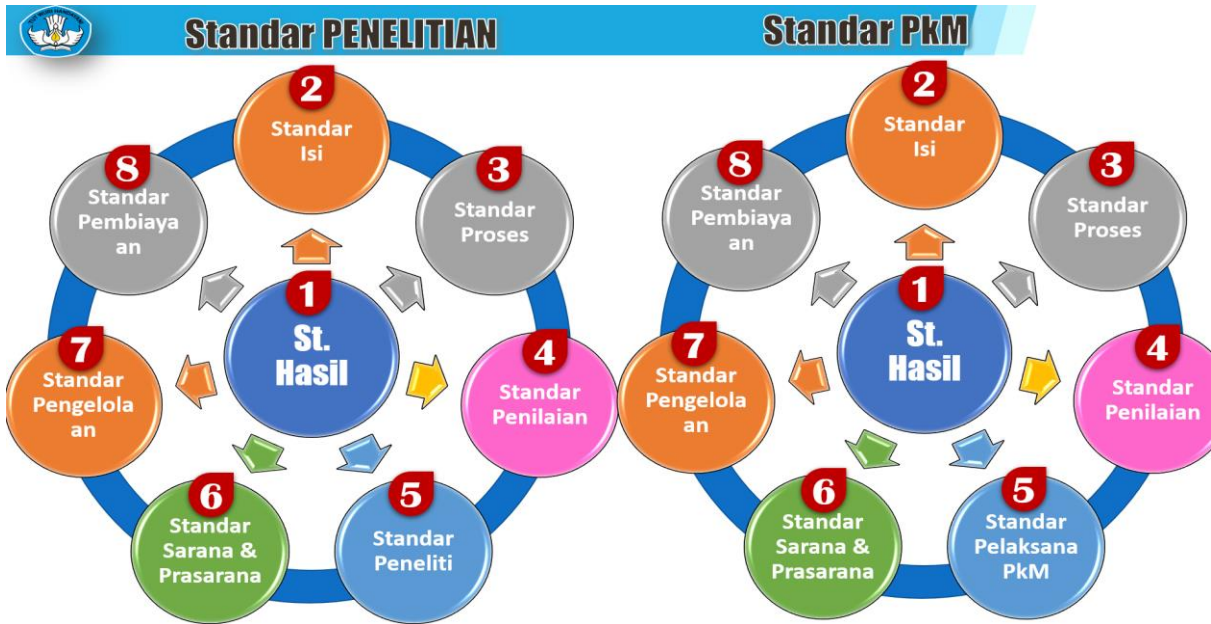 Standar PENELITIAN
2
Standar
Isi
3
Standar
Proses
4
Standar
Penilaian
5
Standar
Peneliti
6
Standar
Sarana &
Prasarana
7
Standar
Pengelola
an
8
Standar
Pembiaya
an
1
St.
Hasil
Standar PkM
2
Standar
Isi
3
Standar
Proses
4
Standar
Penilaian
5
Standar
Pelaksana
PkM
6
Standar
Sarana &
Prasarana
7
Standar
Pengelola
an
8
Standar
Pembiaya
an
1
St.
Hasil